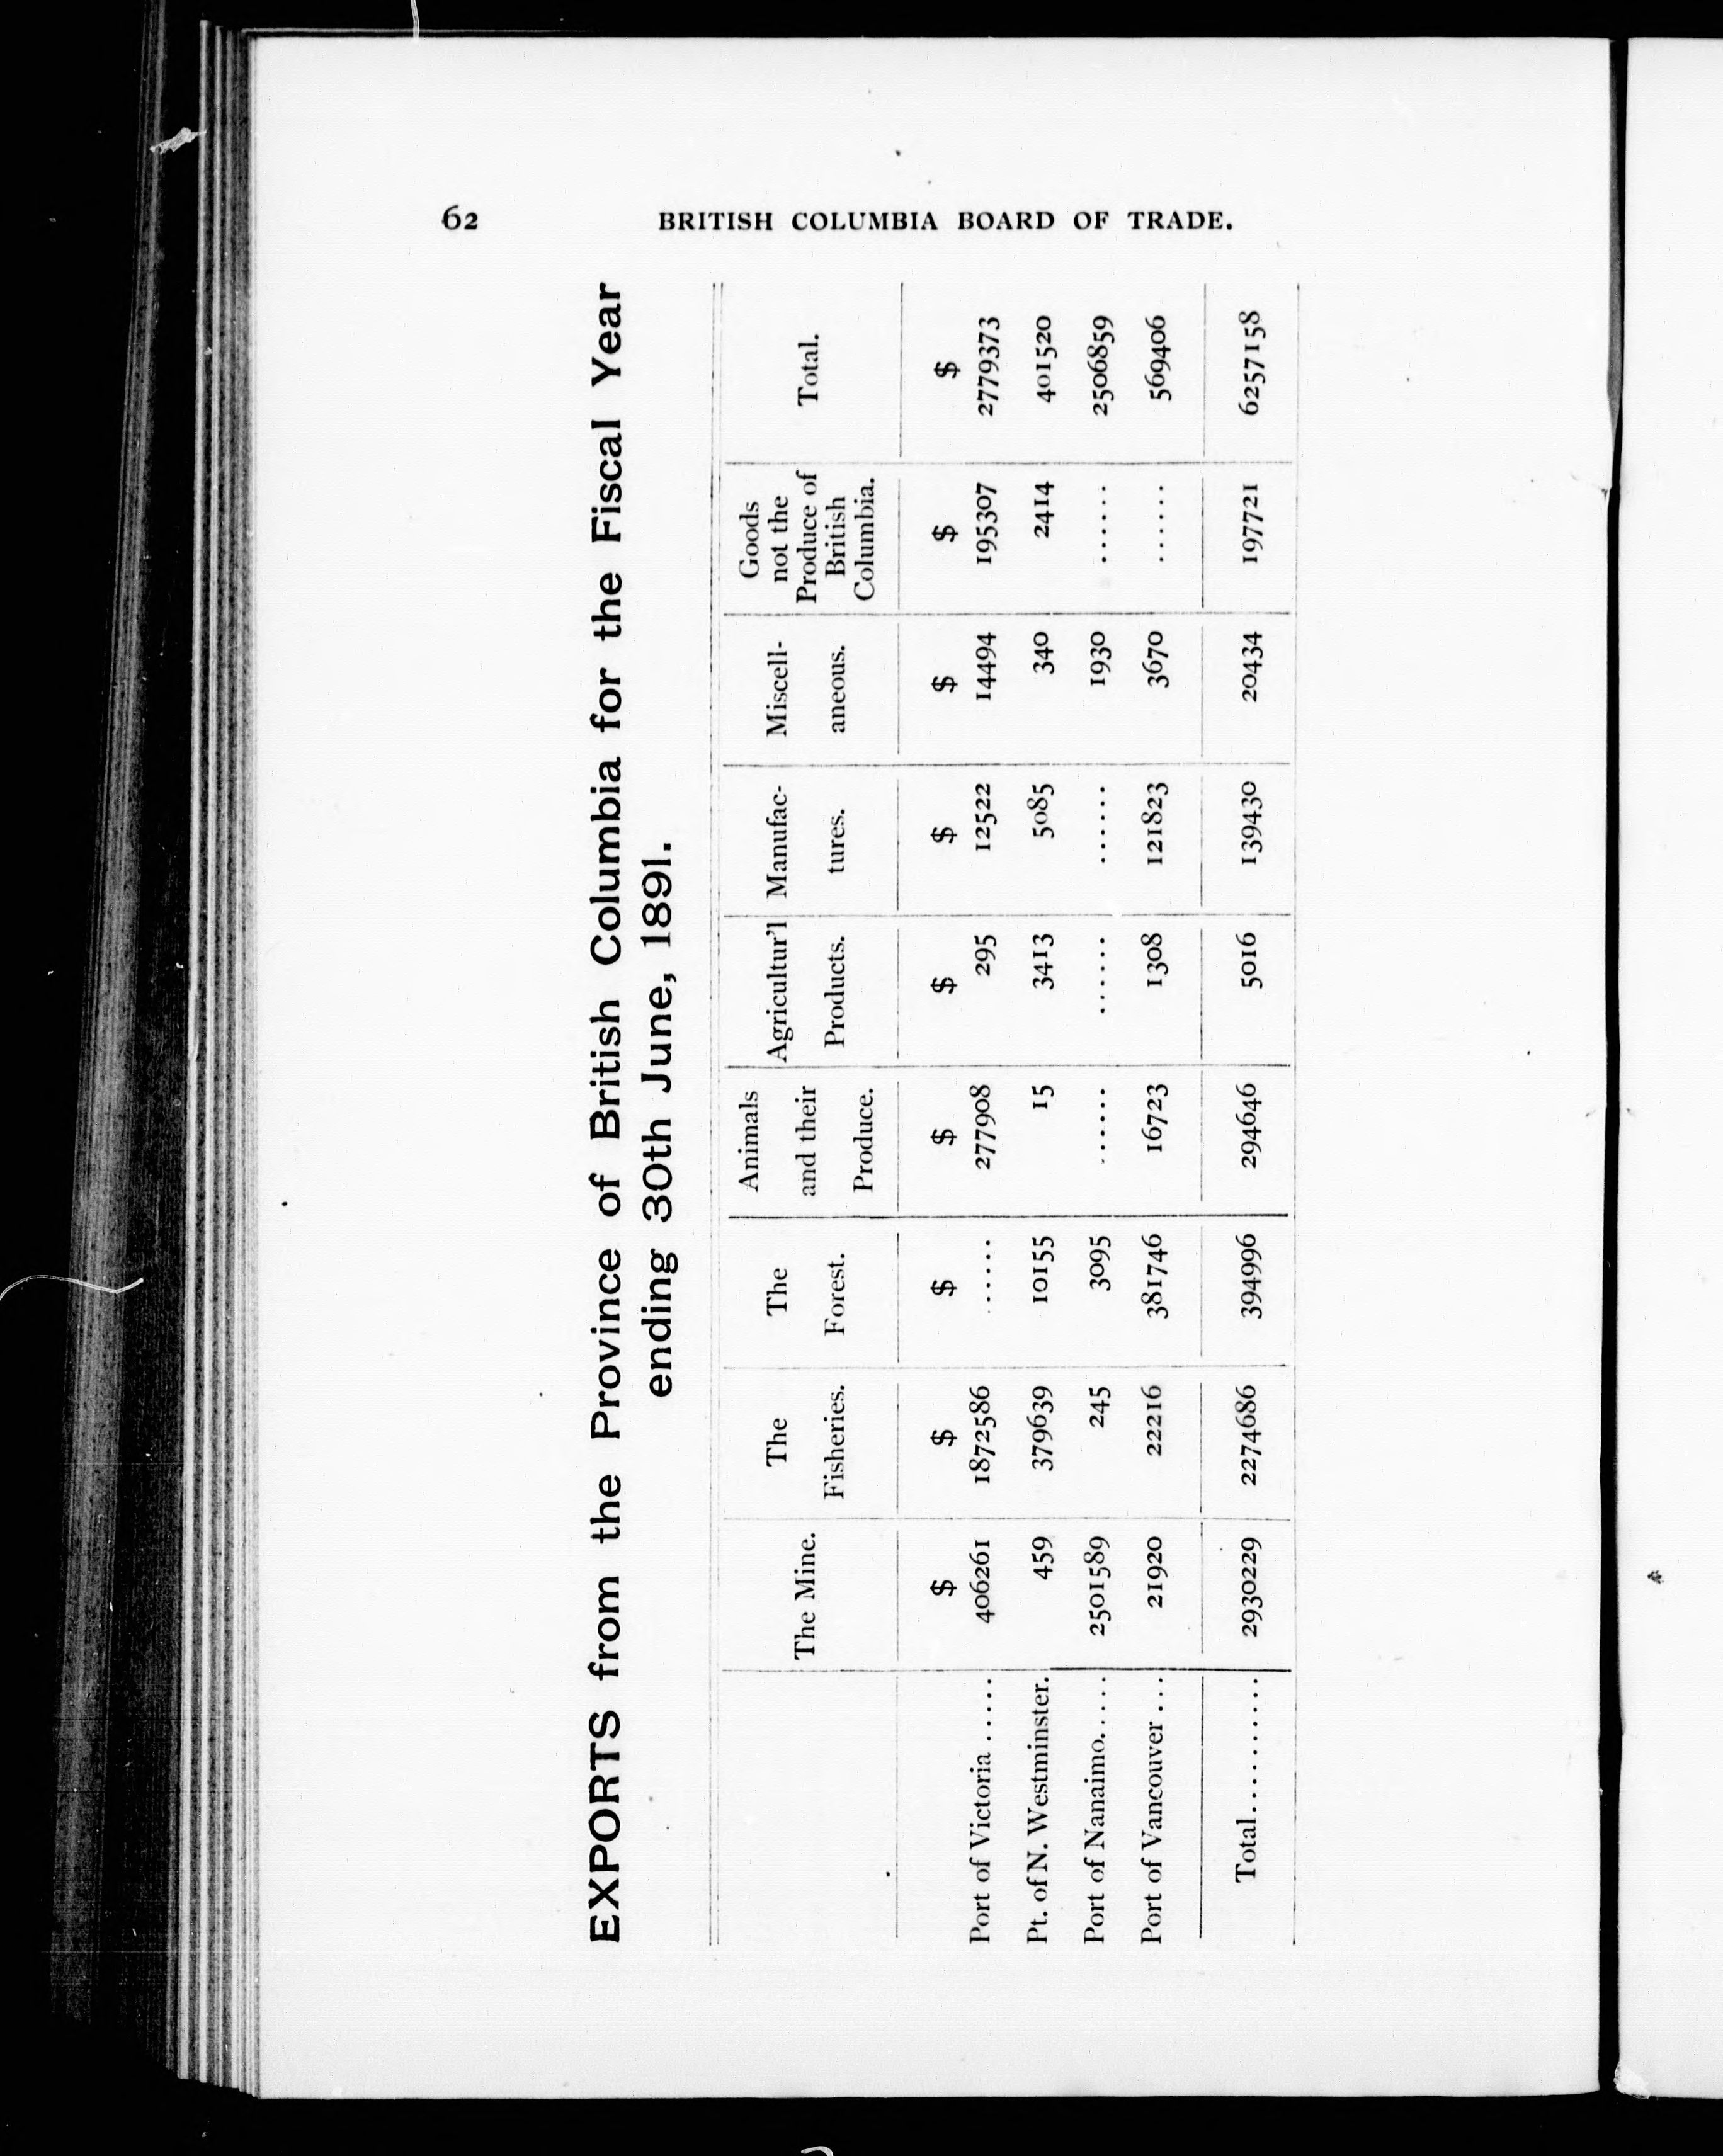 62 BRITISH COLUMBIA BOARD OF TRADE.
EXPORTS from the Province of British Columbia for the Fiscal Year
ending 30th June, 1891.
The Mine. The Fisheries. The Forest. Animals and their Produce. Agricultur'l Products. Manufac- tures. Miscell- aneous. Goods not the Produce of British Columbia. Total.
$ $ $ $ $ $ $ $ $
Port of Victoria ..... 406261 1872586 ...... 277908 295 12522 14494 195307 2779373
Pt. of N. Westminster. 459 379639 10155 15 3413 5085 340 2414 401520
Port of Nanaimo..... 2501589 245 3095 ...... ...... ...... 1930 ...... 2506859
Port of Vancouver .... 21920 22216 381746 16723 1308 121823 3670 ...... 569406
Total.......... 2930229 2274686 394996 294646 5016 139430 20434 197721 6257158